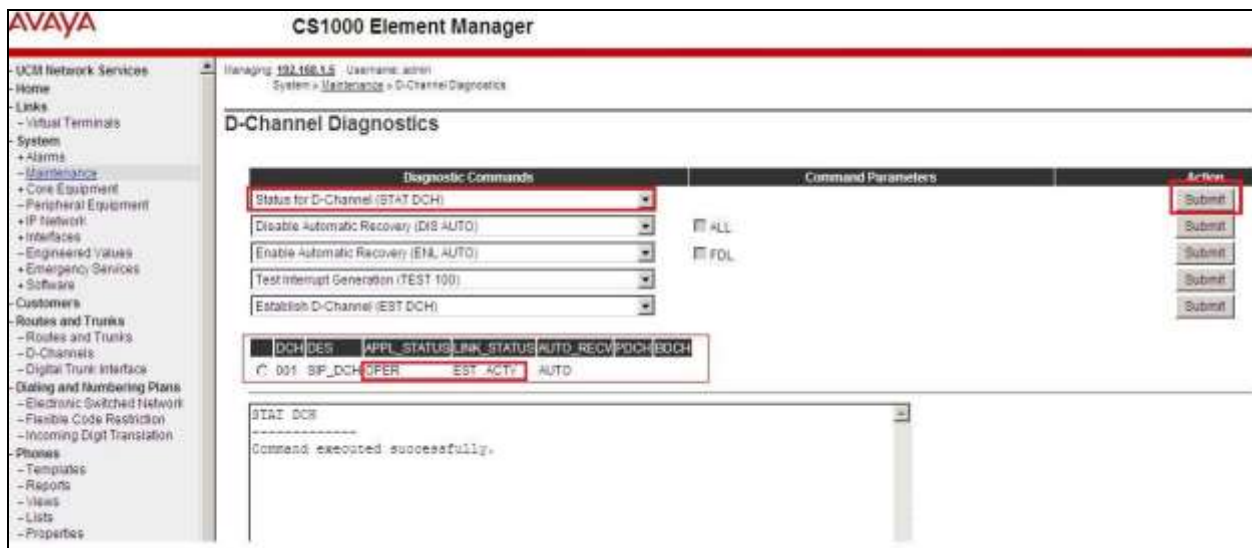 AVAYA
CS1000 Element Manager
- UCM Network Services
- Home
- Links
– Virtual Terminals
- System
+ Alarms
– Maintenance
+ Core Equipment
– Peripheral Equipment
+ IP Network
+ Interfaces
– Engineered Values
+ Emergency Services
+ Software
- Customers
- Routes and Trunks
– Routes and Trunks
– D-Channels
– Digital Trunk Interface
- Dialing and Numbering Plans
– Electronic Switched Network
– Flexible Code Restriction
– Incoming Digit Translation
- Phones
– Templates
– Reports
– Views
– Lists
– Properties
Managing: 192.168.1.5 Username: admin
System » Maintenance » D-Channel Diagnostics
D-Channel Diagnostics
Diagnostic Commands Command Parameters Action
Status for D-Channel (STAT DCH) Submit
Disable Automatic Recovery (DIS AUTO) ALL Submit
Enable Automatic Recovery (ENL AUTO) FDL Submit
Test Interrupt Generation (TEST 100) Submit
Establish D-Channel (EST DCH) Submit
DCH DES APPL_STATUS LINK_STATUS AUTO_RECV PDCH BDCH
001 SIP_DCH OPER EST ACTV AUTO
STAT DCH
-------------
Command executed successfully.